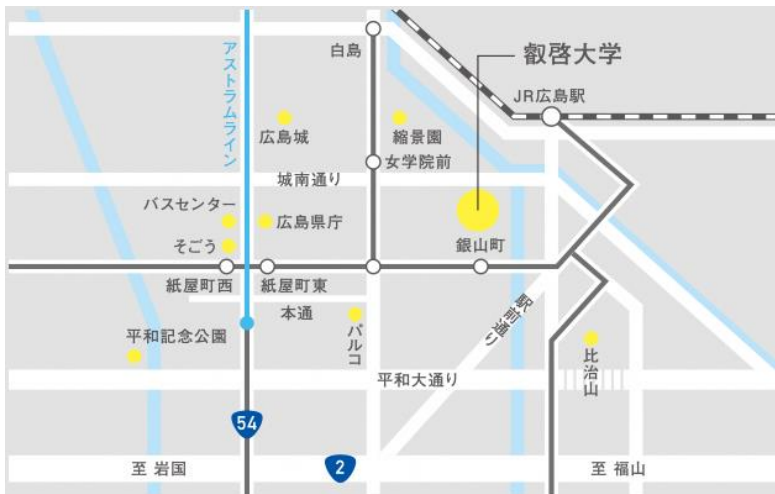 白島
叡啓大学
アストラムライン
JR広島駅
広島城
縮景園
女学院前
城南通り
バスセンター
広島県庁
そごう
銀山町
紙屋町西
紙屋町東
本通
パルコ
駅前通り
平和記念公園
比治山
平和大通り
54
至 岩国
2
至 福山